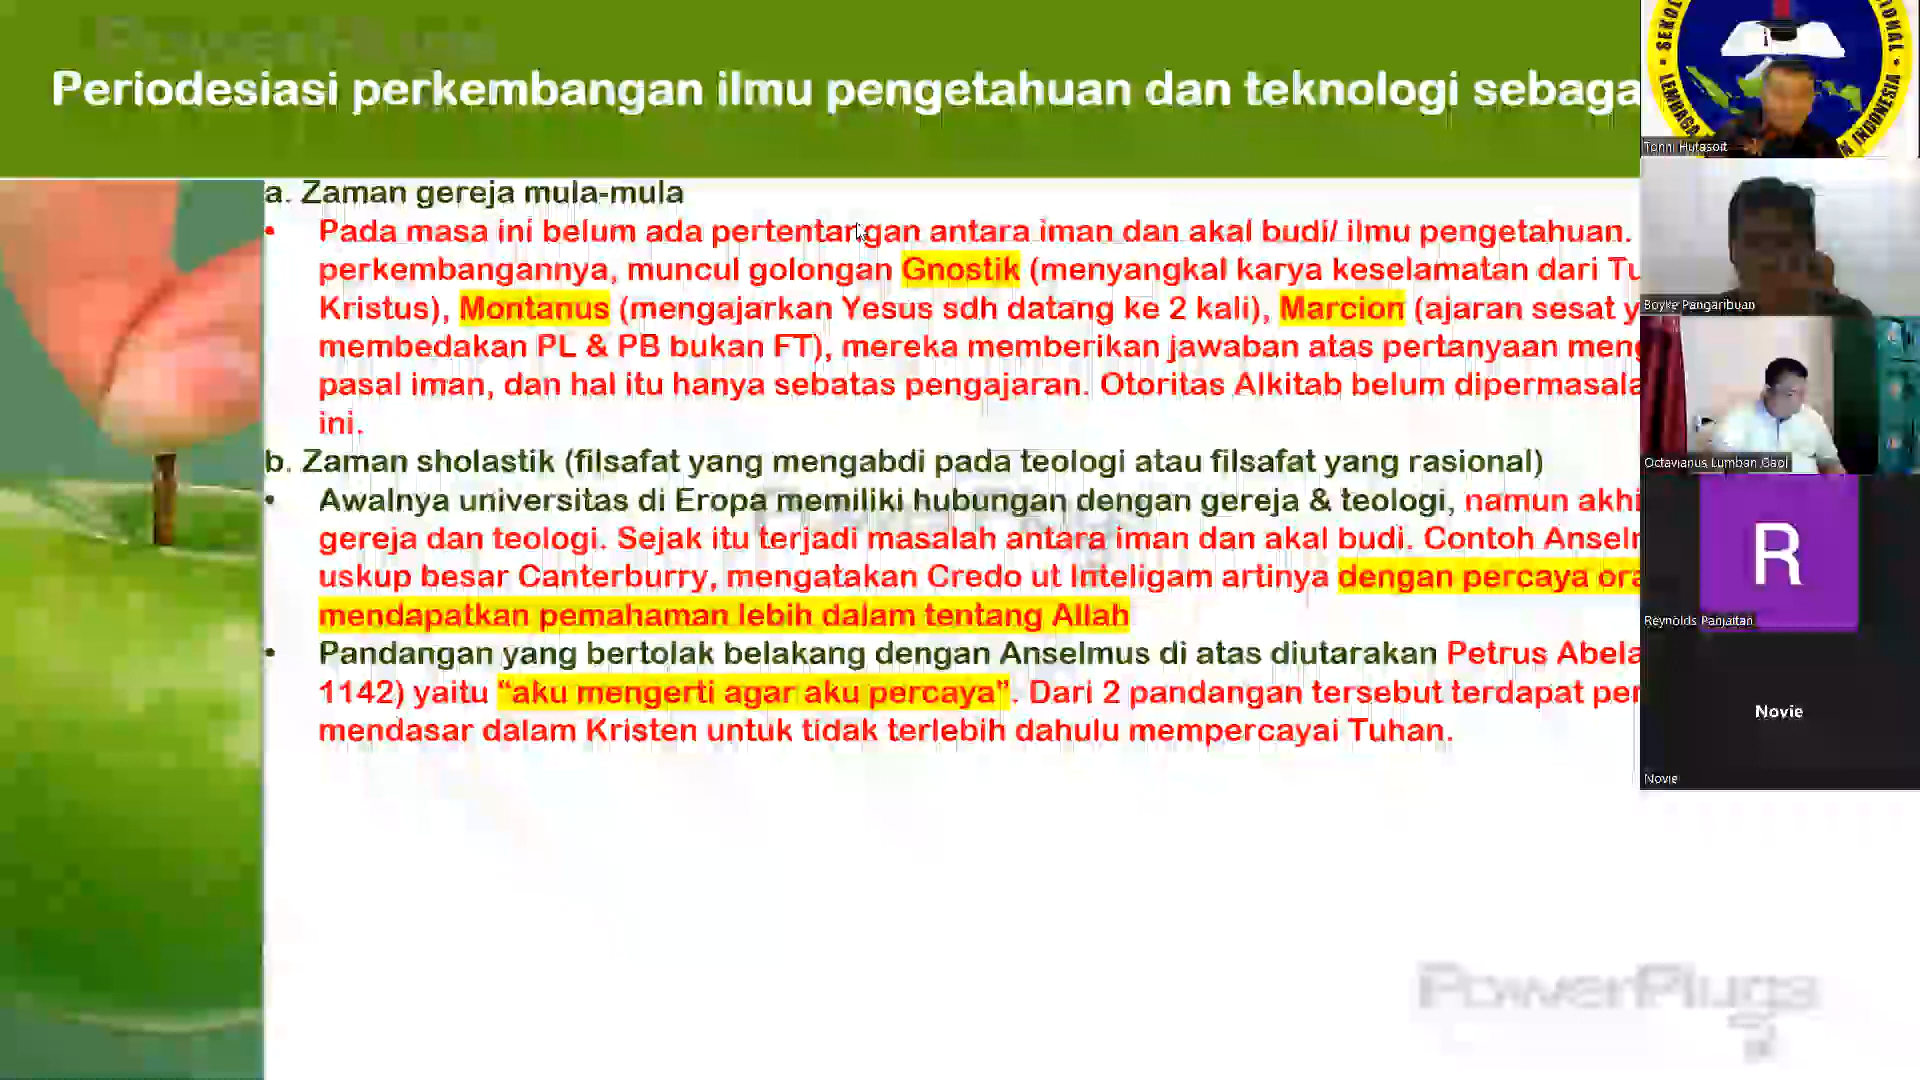 Periodesiasi perkembangan ilmu pengetahuan dan teknologi sebaga
a. Zaman gereja mula-mula
• Pada masa ini belum ada pertentangan antara iman dan akal budi/ ilmu pengetahuan.
perkembangannya, muncul golongan Gnostik (menyangkal karya keselamatan dari Tu
Kristus), Montanus (mengajarkan Yesus sdh datang ke 2 kali), Marcion (ajaran sesat y
membedakan PL & PB bukan FT), mereka memberikan jawaban atas pertanyaan meng
pasal iman, dan hal itu hanya sebatas pengajaran. Otoritas Alkitab belum dipermasala
ini.
b. Zaman sholastik (filsafat yang mengabdi pada teologi atau filsafat yang rasional)
• Awalnya universitas di Eropa memiliki hubungan dengan gereja & teologi, namun akhi
gereja dan teologi. Sejak itu terjadi masalah antara iman dan akal budi. Contoh Anselm
uskup besar Canterburry, mengatakan Credo ut Inteligam artinya dengan percaya ora
mendapatkan pemahaman lebih dalam tentang Allah
• Pandangan yang bertolak belakang dengan Anselmus di atas diutarakan Petrus Abela
1142) yaitu “aku mengerti agar aku percaya”. Dari 2 pandangan tersebut terdapat per
mendasar dalam Kristen untuk tidak terlebih dahulu mempercayai Tuhan.
PowerPlugs
SEKOL
IONAL
LEMBAGA
INDONESIA
Tonni Hutasoit
Boyke Pangaribuan
Octavianus Lumban Gaol
R
Reynolds Panjaitan
Novie
Novie